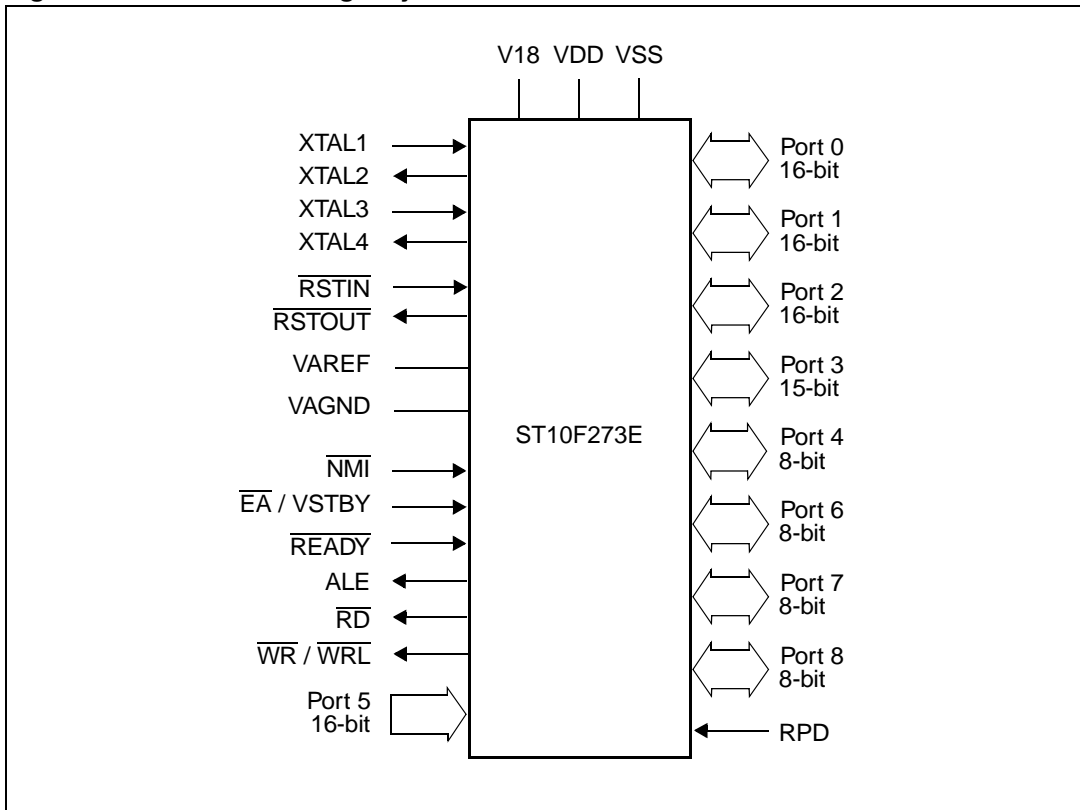 V18 VDD VSS
XTAL1
XTAL2
XTAL3
XTAL4
RSTIN
RSTOUT
VAREF
VAGND
NMI
EA / VSTBY
READY
ALE
RD
WR / WRL
Port 5
16-bit
ST10F273E
Port 0
16-bit
Port 1
16-bit
Port 2
16-bit
Port 3
15-bit
Port 4
8-bit
Port 6
8-bit
Port 7
8-bit
Port 8
8-bit
RPD